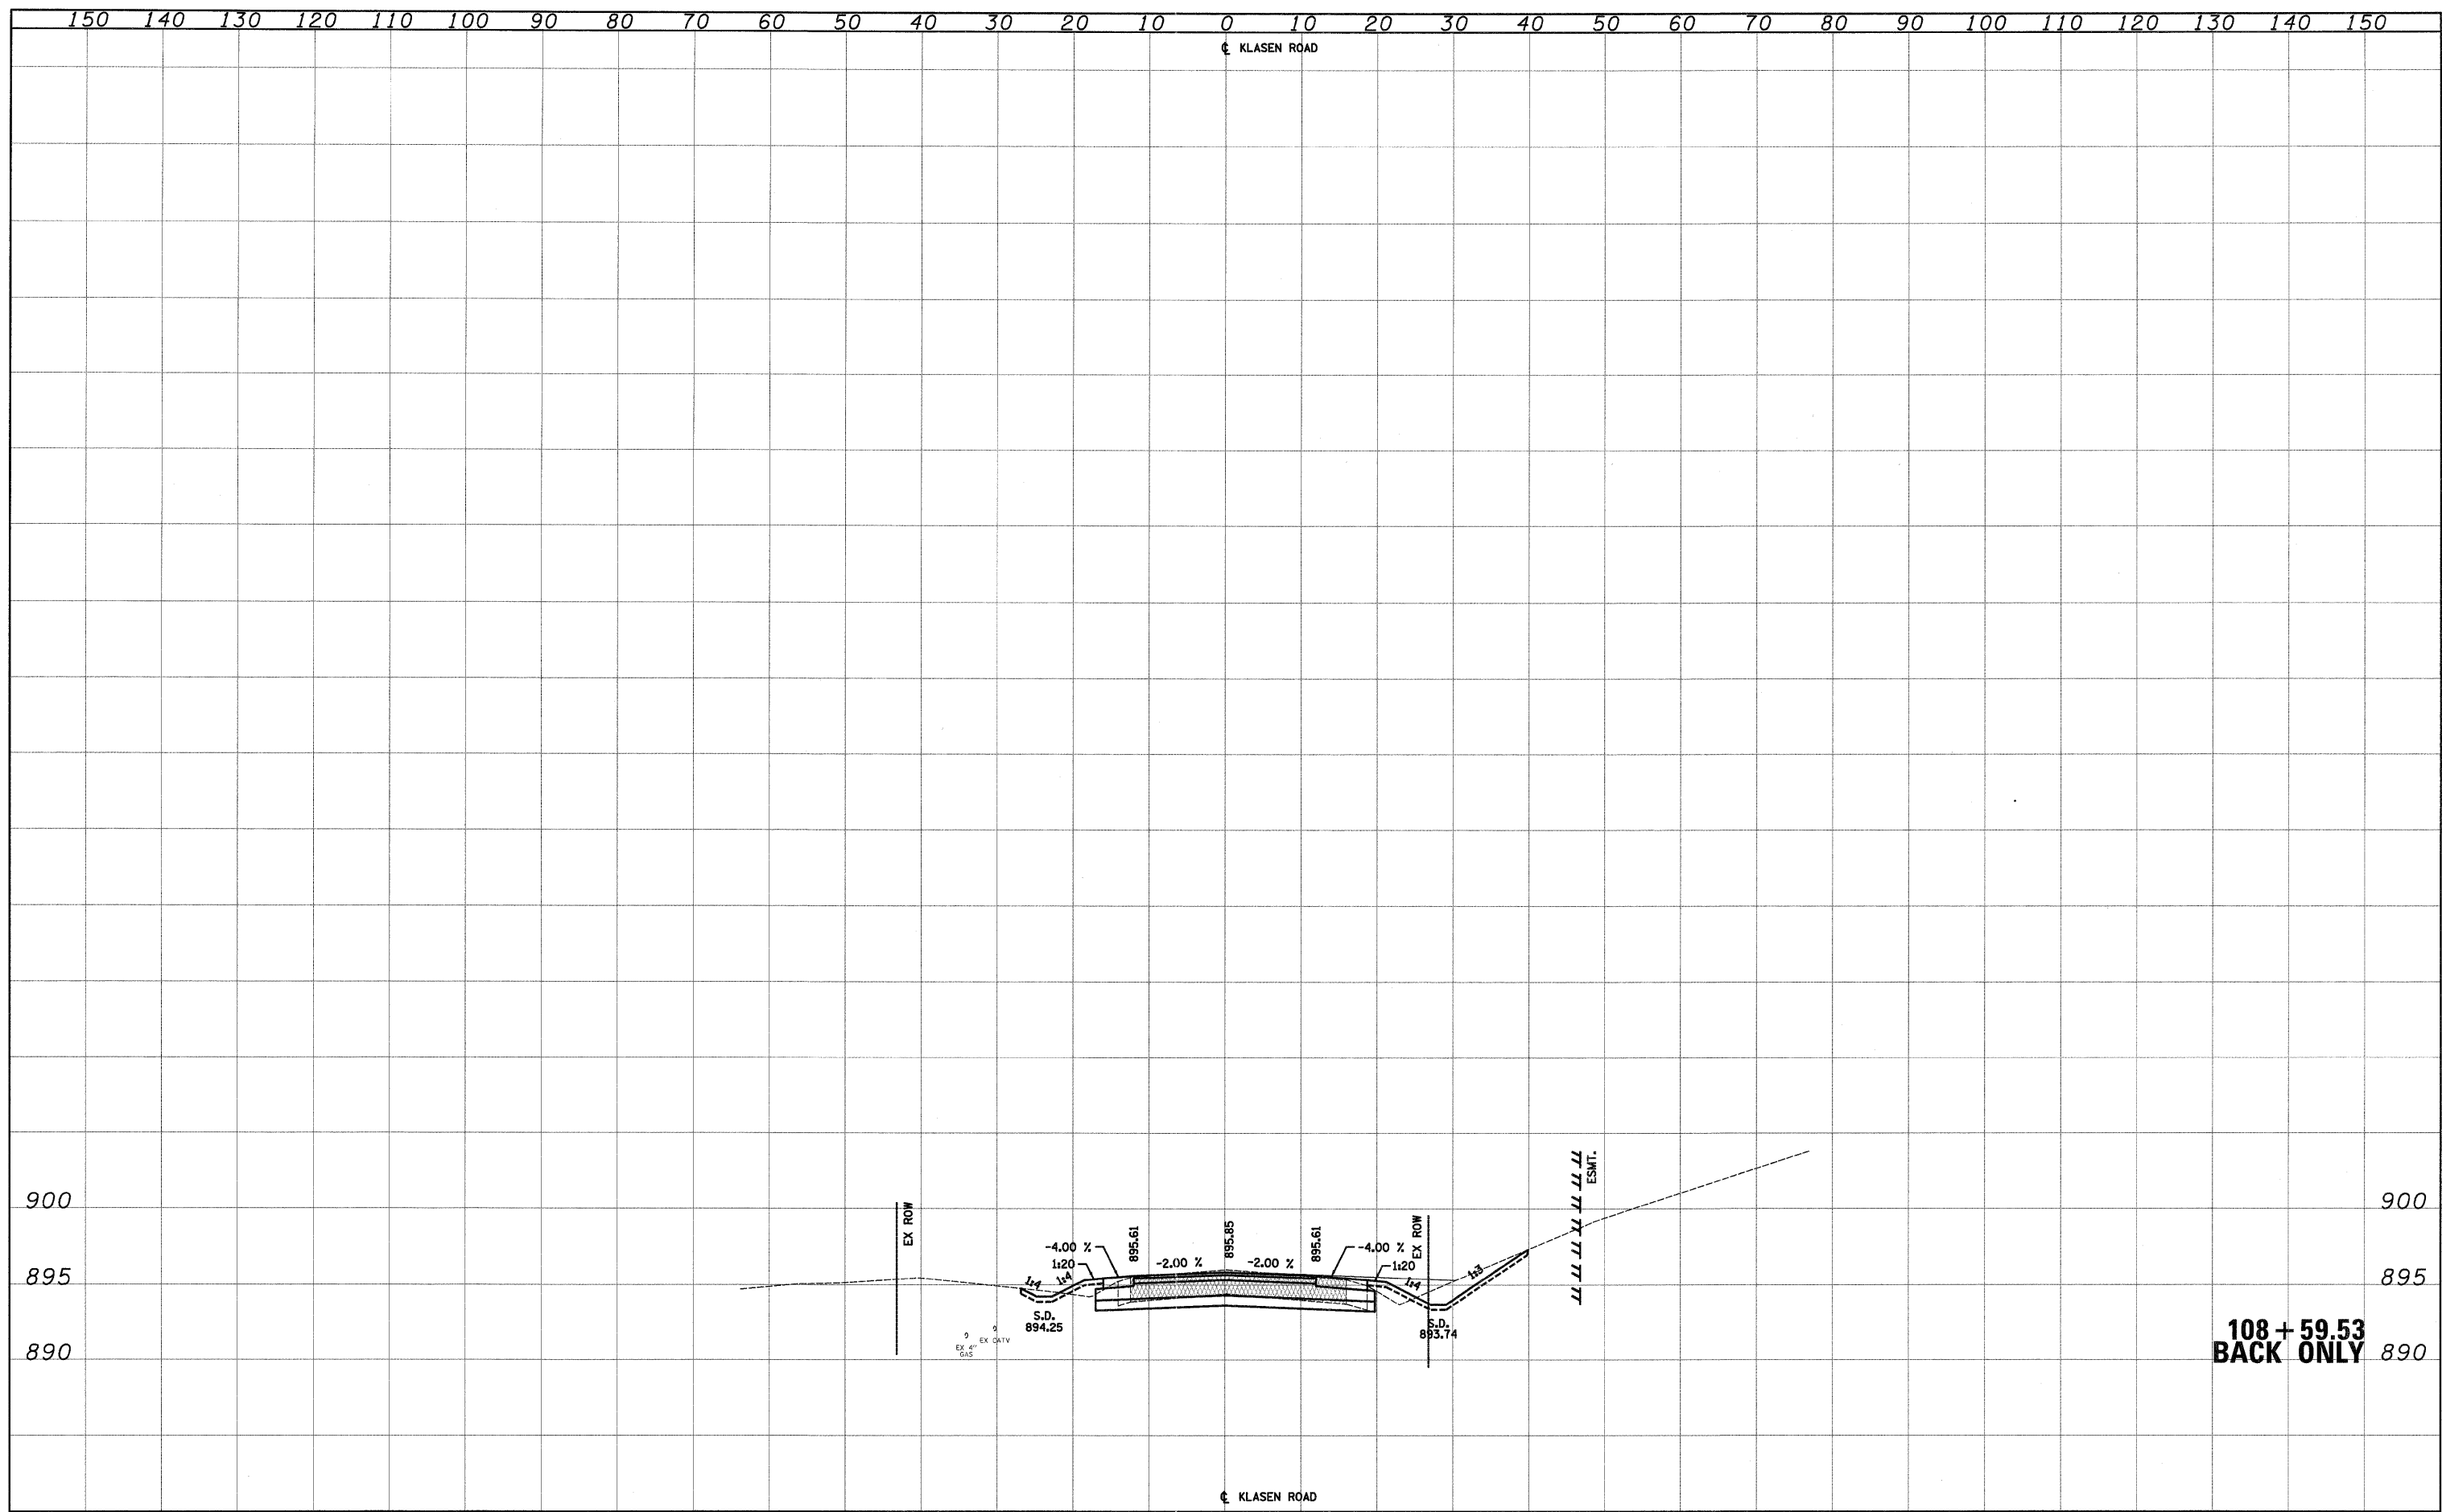 150 140 130 120 110 100 90 80 70 60 50 40 30 20 10 0 10 20 30 40 50 60 70 80 90 100 110 120 130 140 150
℄ KLASEN ROAD
ESMT.
900 900
EX ROW
895.61
895.85
895.61
EX ROW
-4.00 %
-2.00 %
-2.00 %
-4.00 %
1:20
1:20
895 895
1:4
1:4
1:4
1:3
S.D.
894.25
S.D.
893.74
EX CATV
EX 4"
GAS
108 + 59.53
BACK ONLY
890 890
℄ KLASEN ROAD